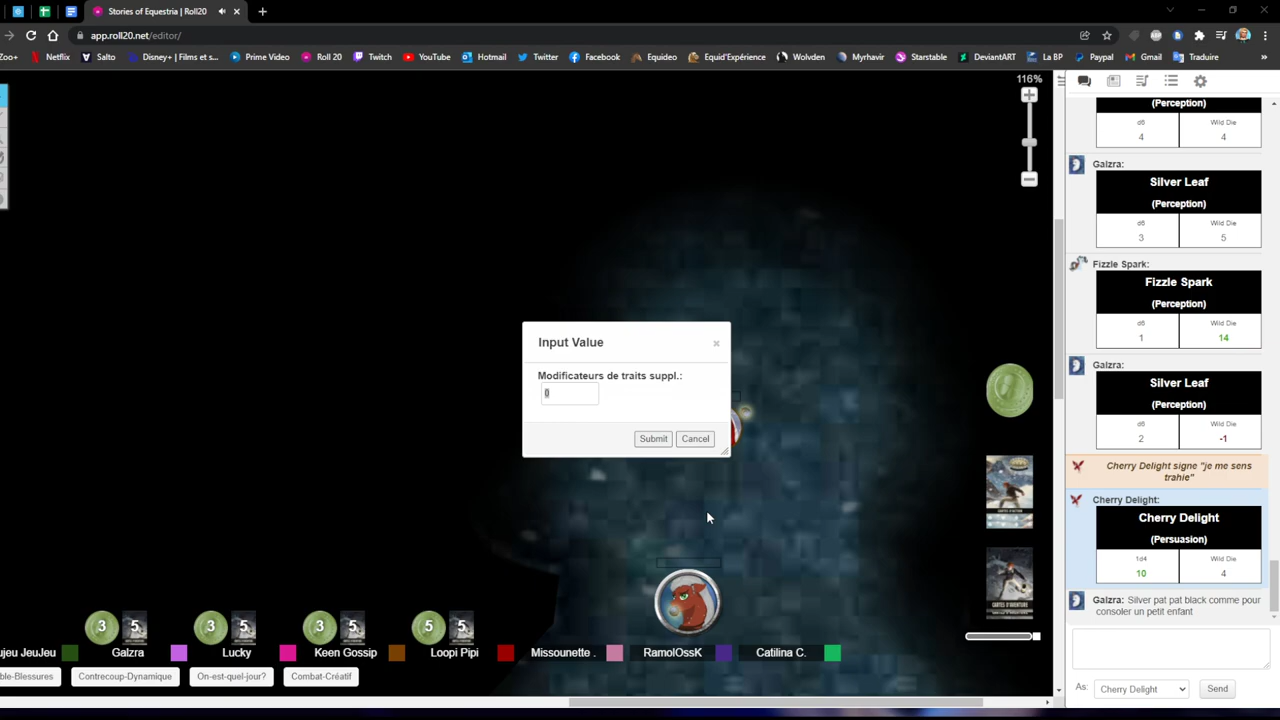 Stories of Equestria | Roll20
app.roll20.net/editor/
Zoo+ Netflix Salto Disney+ | Films et s... Prime Video Roll 20 Twitch YouTube Hotmail Twitter Facebook Equideo Equid'Expérience Wolvden Myrhavir Starstable DeviantART La BP Paypal Gmail Traduire »
116%
(Perception)
d6 Wild Die
4 4
Galzra:
Silver Leaf
(Perception)
d6 Wild Die
3 5
Fizzle Spark:
Fizzle Spark
(Perception)
d6 Wild Die
1 14
Galzra:
Silver Leaf
(Perception)
d6 Wild Die
2 -1
Cherry Delight signe "je me sens
trahie"
Cherry Delight:
Cherry Delight
(Persuasion)
1d4 Wild Die
10 4
Galzra: Silver pat pat black comme pour
consoler un petit enfant
As: Cherry Delight Send
Input Value
Modificateurs de traits suppl.:
0
Submit Cancel
3 5 3 5 3 5 5
ujeu JeuJeu Galzra Lucky Keen Gossip Loopi Pipi Missounette . RamolOssK Catilina C.
ble-Blessures Contrecoup-Dynamique On-est-quel-jour? Combat-Créatif